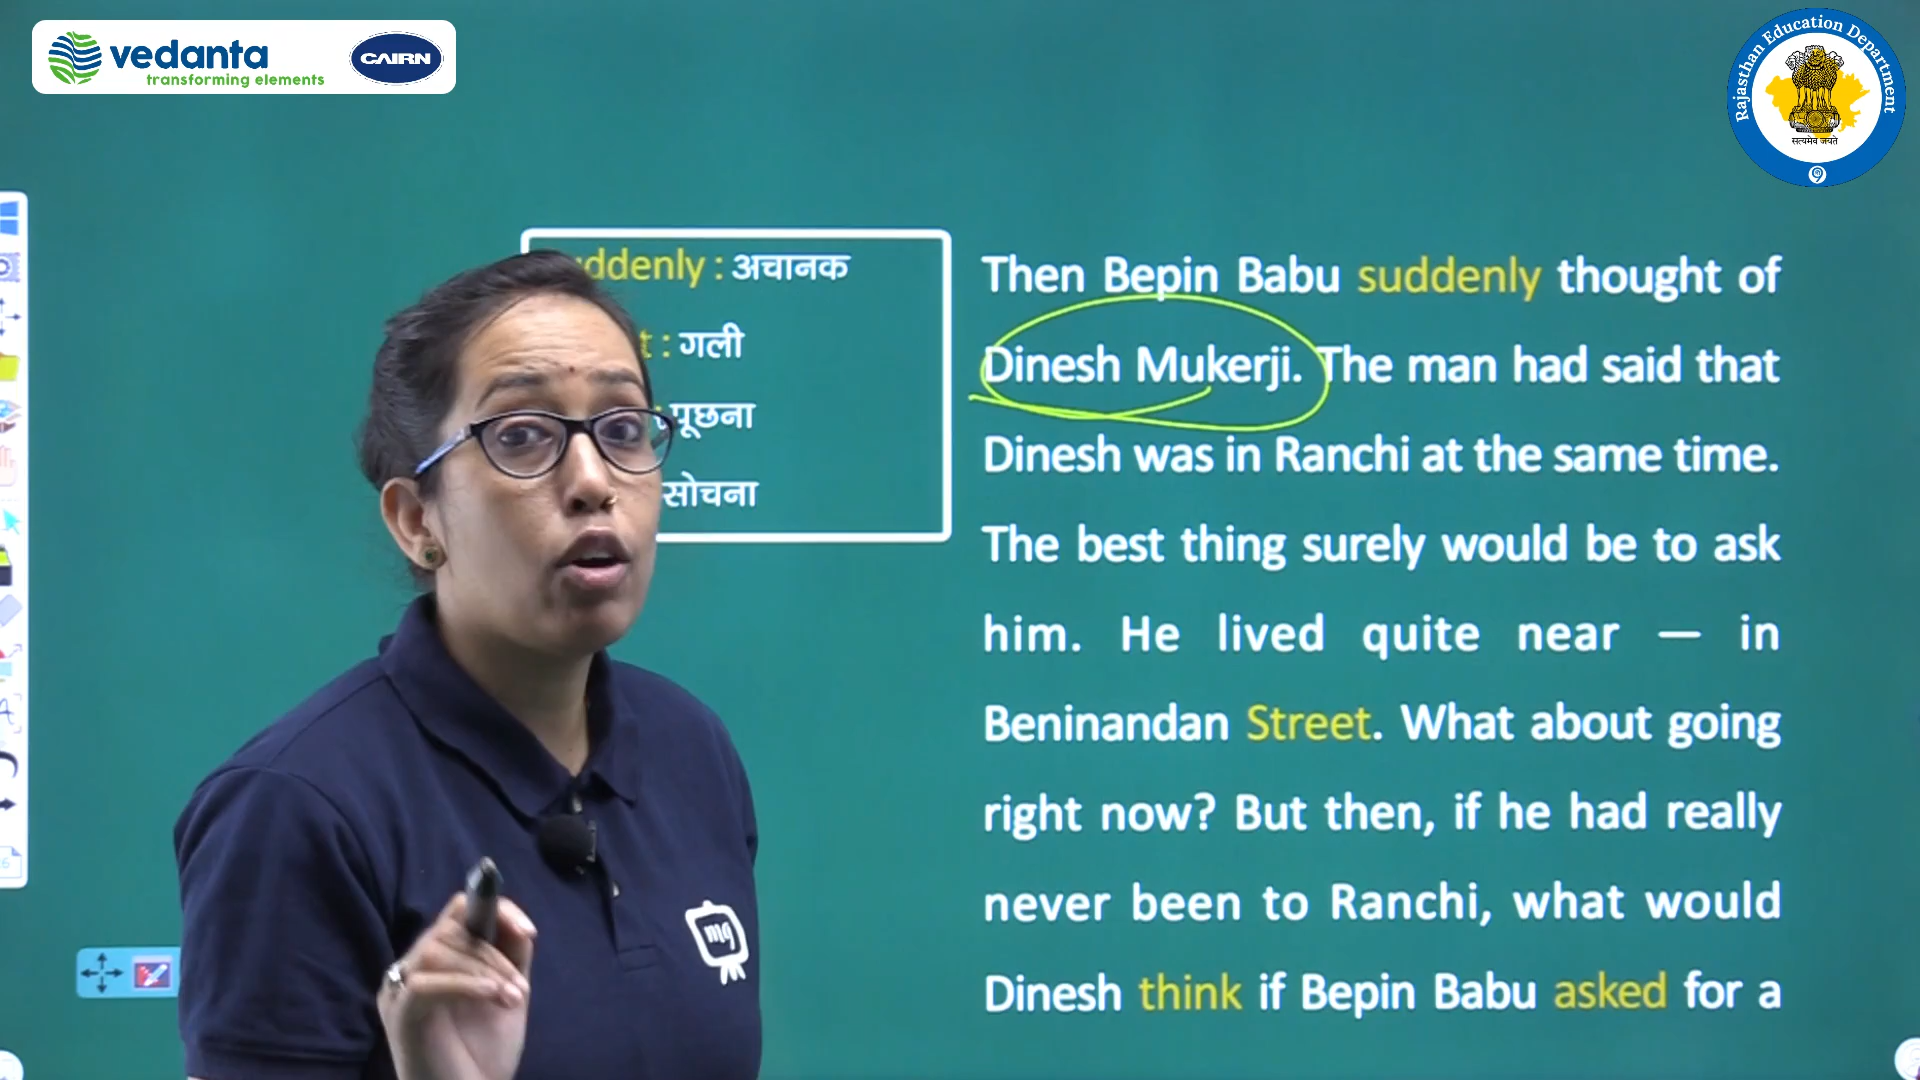 vedanta
transforming elements
CAIRN
Rajasthan Education Department
सत्यमेव जयते
ddenly : अचानक
t : गली
: पूछना
सोचना
Then Bepin Babu suddenly thought of
Dinesh Mukerji. The man had said that
Dinesh was in Ranchi at the same time.
The best thing surely would be to ask
him. He lived quite near — in
Beninandan Street. What about going
right now? But then, if he had really
never been to Ranchi, what would
Dinesh think if Bepin Babu asked for a
mg